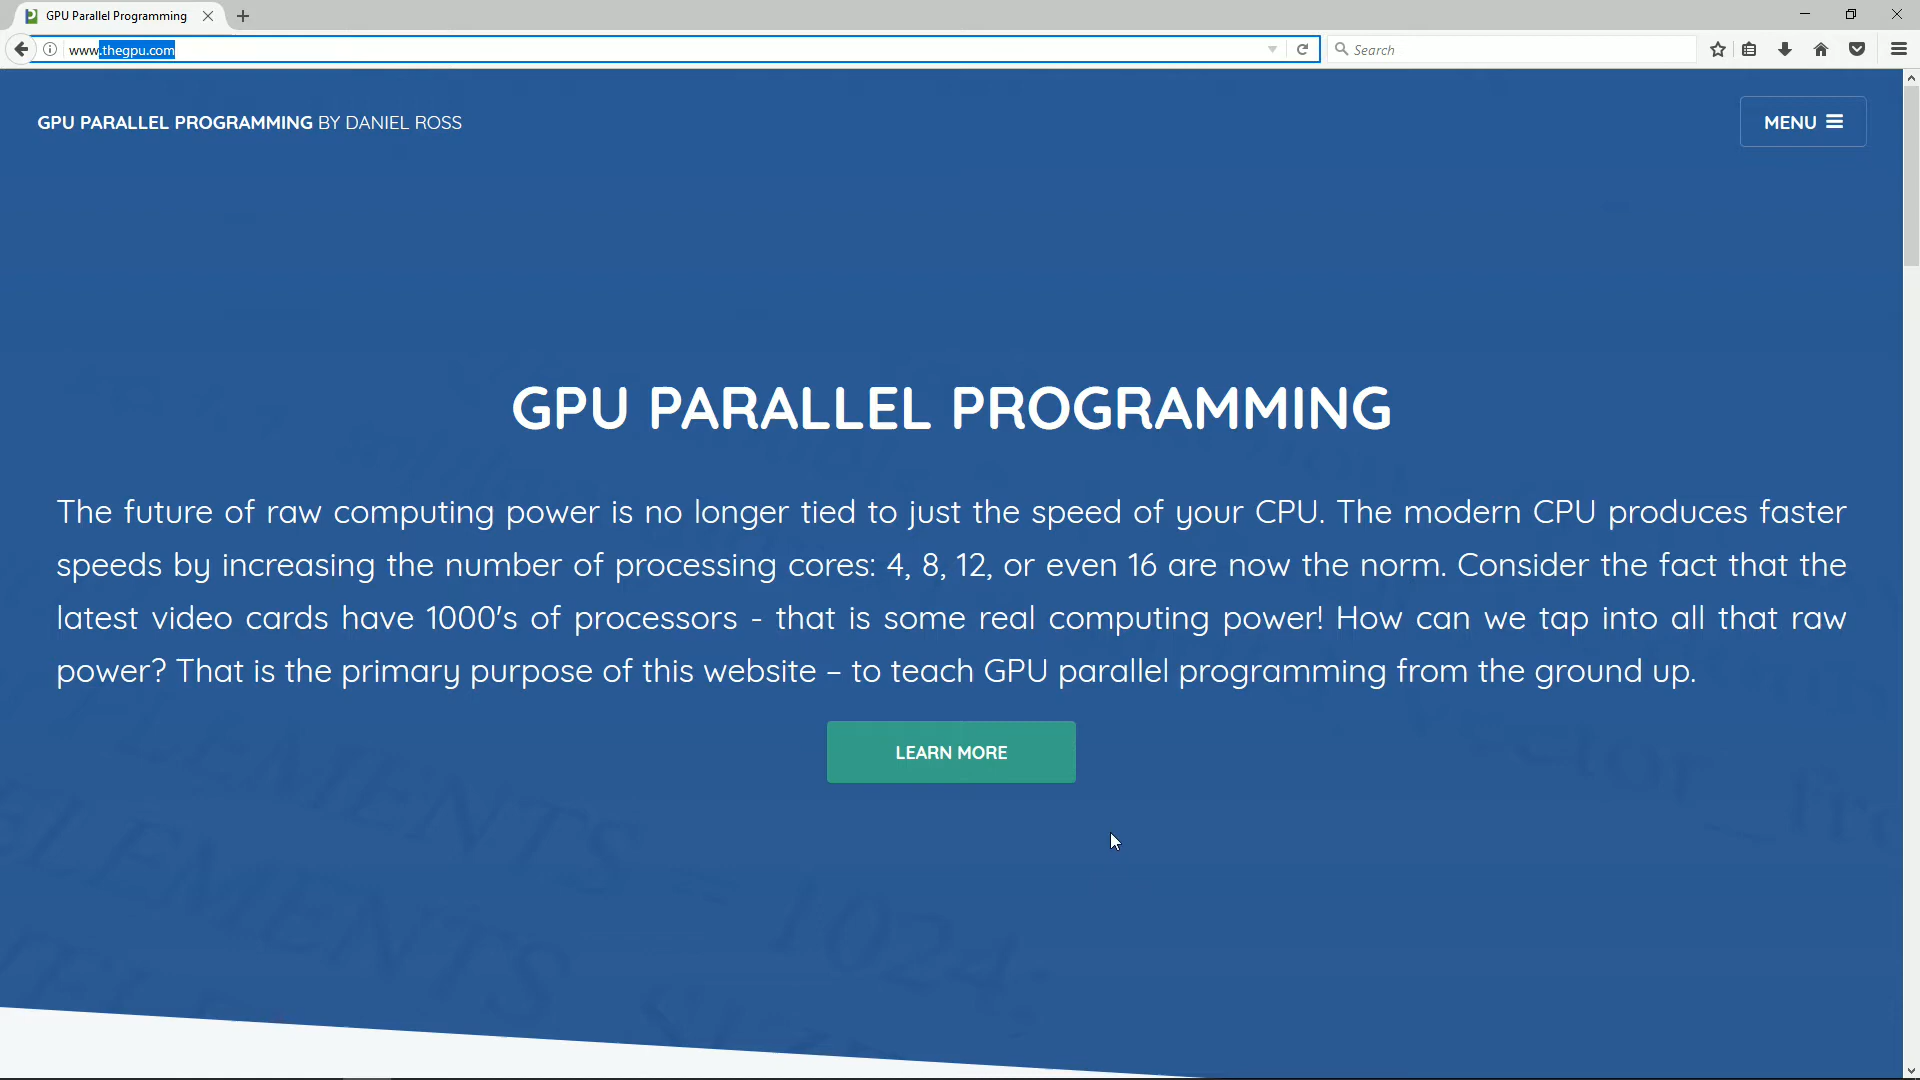 GPU Parallel Programming
www.thegpu.com
Search
GPU PARALLEL PROGRAMMING BY DANIEL ROSS
MENU
GPU PARALLEL PROGRAMMING
The future of raw computing power is no longer tied to just the speed of your CPU. The modern CPU produces faster
speeds by increasing the number of processing cores: 4, 8, 12, or even 16 are now the norm. Consider the fact that the
latest video cards have 1000's of processors - that is some real computing power! How can we tap into all that raw
power? That is the primary purpose of this website – to teach GPU parallel programming from the ground up.
LEARN MORE
ELEMENTS = 1024;
ELEMENTS